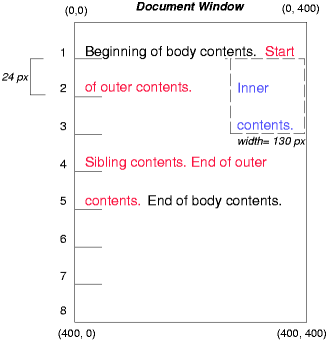 Document Window
(0,0) (0, 400)
1 Beginning of body contents. Start
24 px
2 of outer contents. Inner
3 contents.
width= 130 px
4 Sibling contents. End of outer
5 contents. End of body contents.
6
7
8
(400, 0) (400, 400)